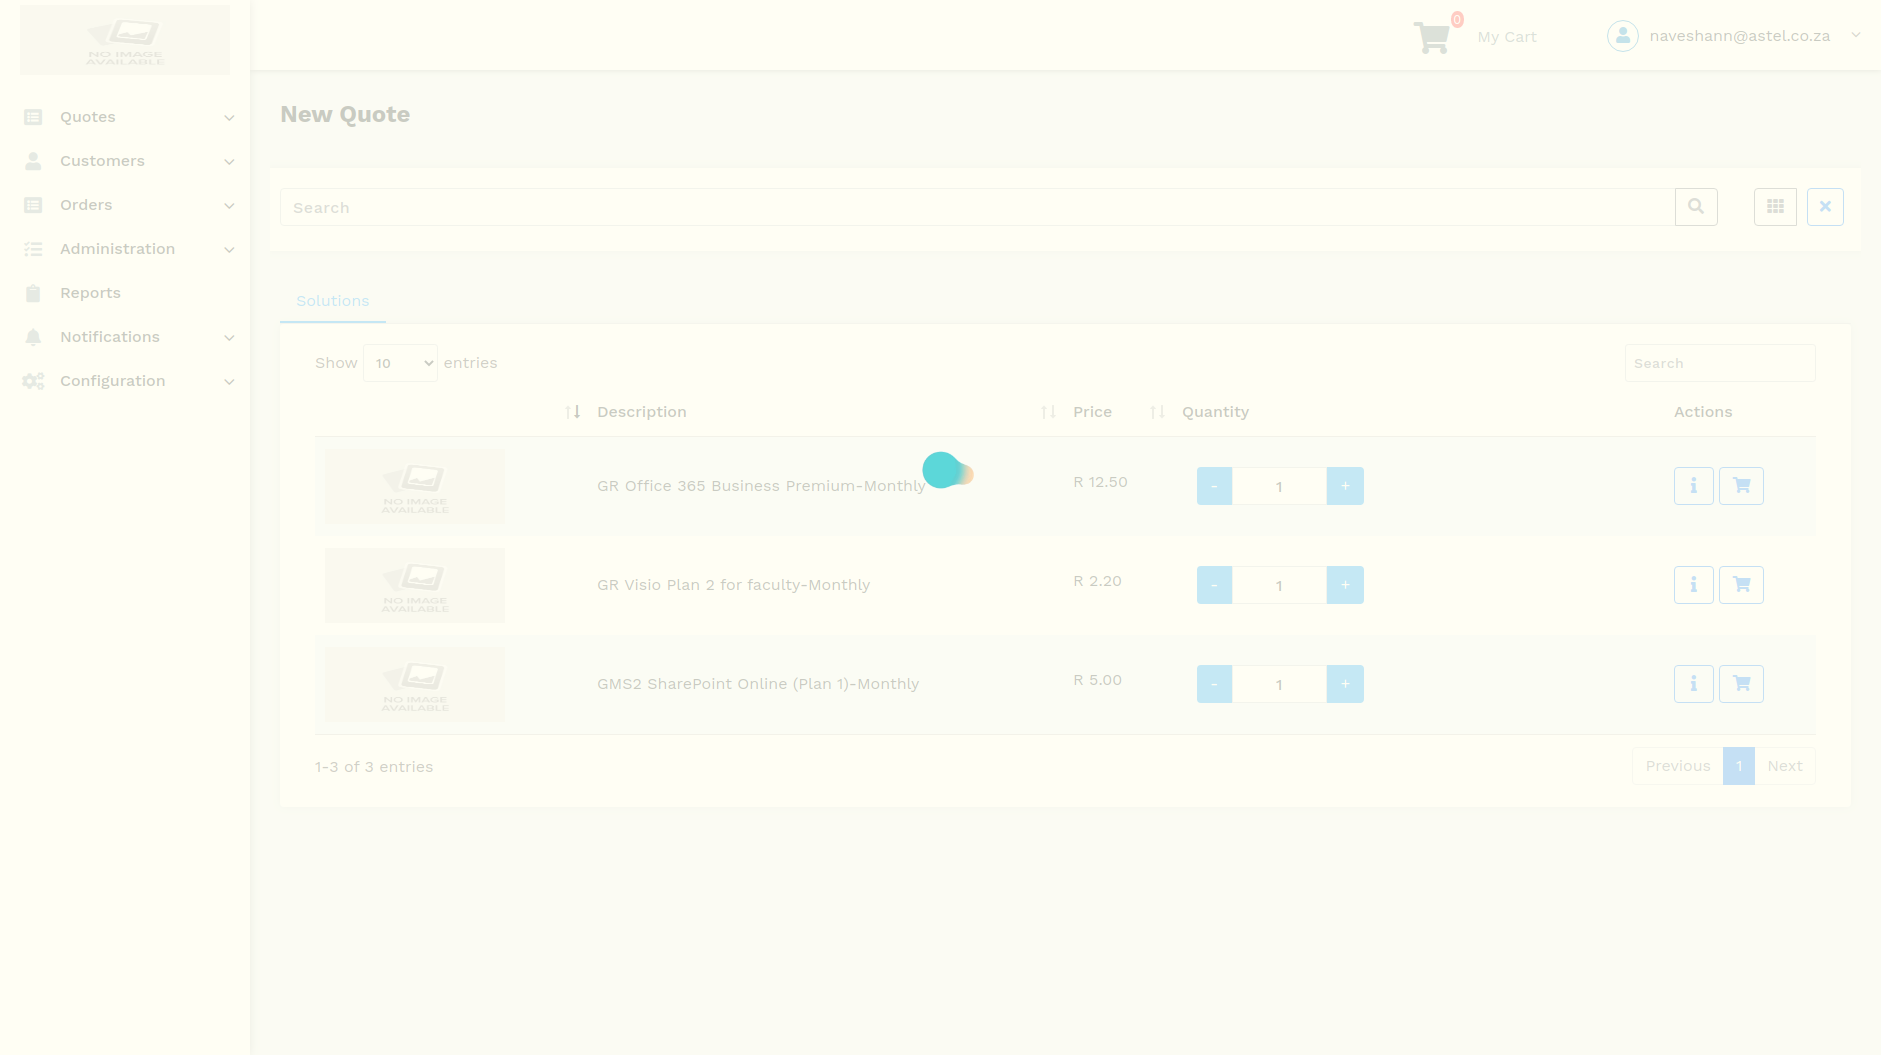 NO IMAGE
AVAILABLE
0
My Cart
naveshann@astel.co.za
Quotes
Customers
Orders
Administration
Reports
Notifications
Configuration
New Quote
Search
Solutions
Show 10 entries
Search
Description Price Quantity Actions
NO IMAGE
AVAILABLE
GR Office 365 Business Premium-Monthly R 12.50 - 1 +
NO IMAGE
AVAILABLE
GR Visio Plan 2 for faculty-Monthly R 2.20 - 1 +
NO IMAGE
AVAILABLE
GMS2 SharePoint Online (Plan 1)-Monthly R 5.00 - 1 +
1-3 of 3 entries
Previous 1 Next